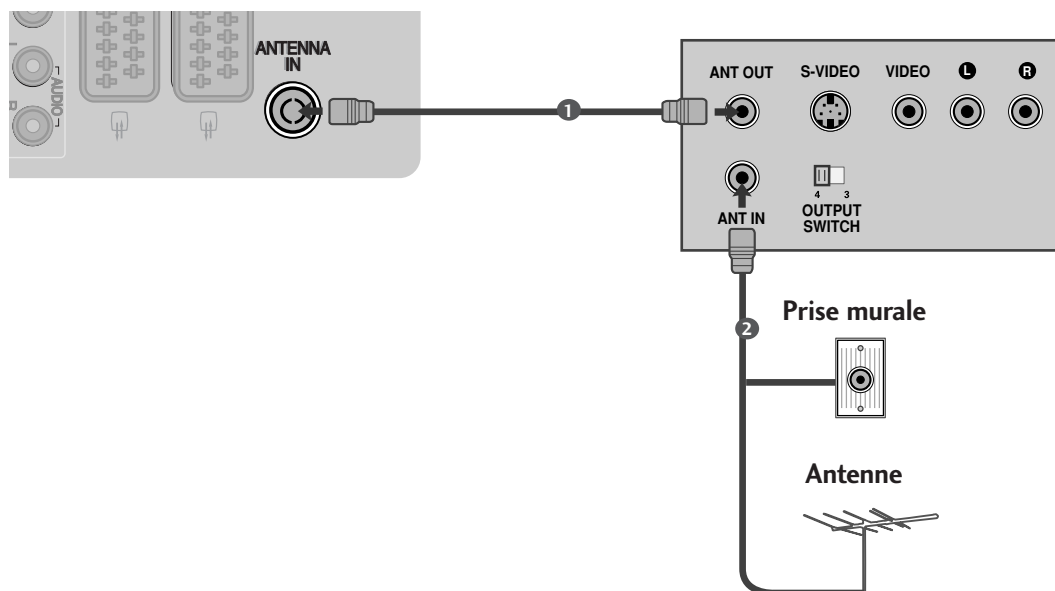 AUDIO
R
ANTENNA
IN
1
ANT OUT
S-VIDEO
VIDEO
L
R
ANT IN
4
3
OUTPUT
SWITCH
2
Prise murale
Antenne